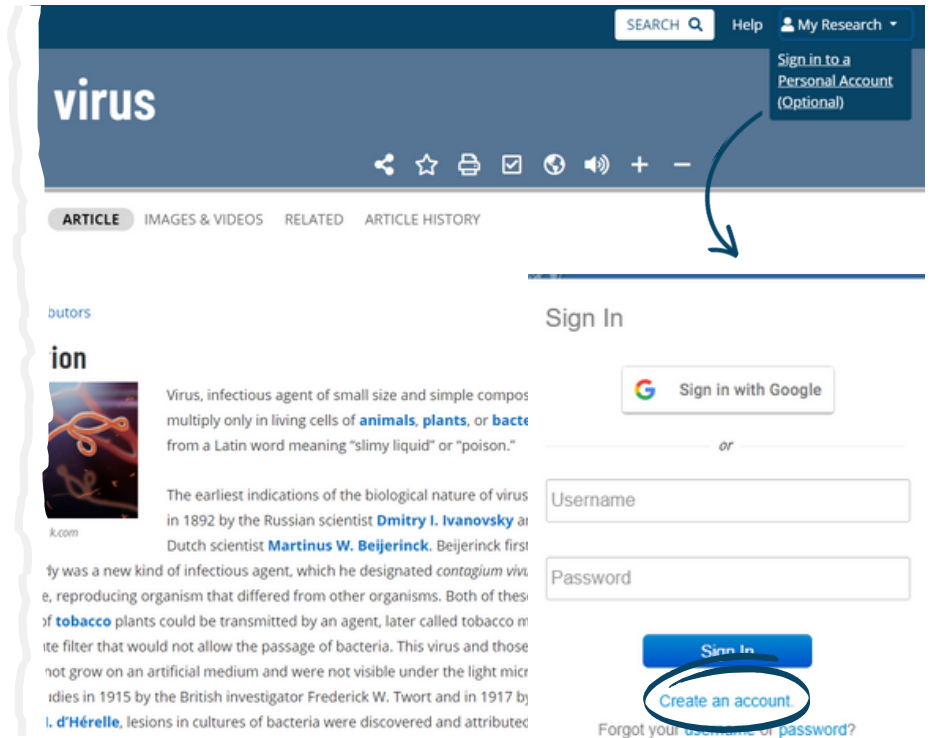 SEARCH Help My Research
Sign in to a
Personal Account
(Optional)
virus
ARTICLE IMAGES & VIDEOS RELATED ARTICLE HISTORY
butors
ion
Virus, infectious agent of small size and simple compos
multiply only in living cells of animals, plants, or bacte
from a Latin word meaning “slimy liquid” or “poison.”
The earliest indications of the biological nature of virus
in 1892 by the Russian scientist Dmitry I. Ivanovsky a
Dutch scientist Martinus W. Beijerinck. Beijerinck first
k.com
dy was a new kind of infectious agent, which he designated contagium vivu
e, reproducing organism that differed from other organisms. Both of these
of tobacco plants could be transmitted by an agent, later called tobacco m
te filter that would not allow the passage of bacteria. This virus and those
not grow on an artificial medium and were not visible under the light micr
udies in 1915 by the British investigator Frederick W. Twort and in 1917 by
. d’Hérelle, lesions in cultures of bacteria were discovered and attributed
Sign In
Sign in with Google
or
Username
Password
Sign In
Create an account.
Forgot your username or password?